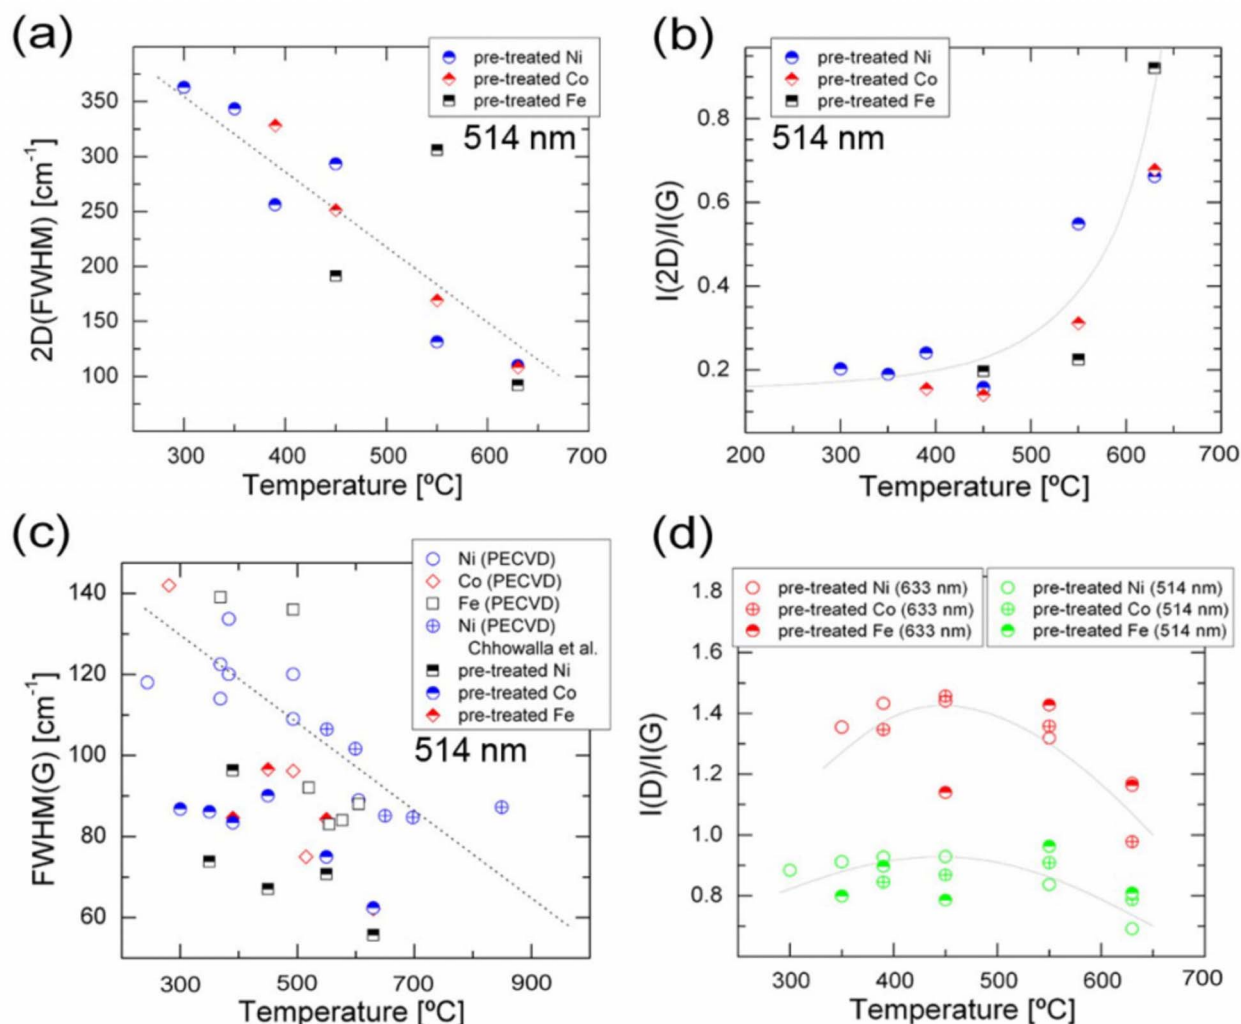 (a)
pre-treated Ni
pre-treated Co
pre-treated Fe
514 nm
350
300
250
200
150
100
2D(FWHM) [cm-1]
300 400 500 600 700
Temperature [ºC]
(b)
pre-treated Ni
pre-treated Co
pre-treated Fe
514 nm
0.8
0.6
0.4
0.2
I(2D)/I(G)
200 300 400 500 600 700
Temperature [ºC]
(c)
Ni (PECVD)
Co (PECVD)
Fe (PECVD)
Ni (PECVD)
Chhowalla et al.
pre-treated Ni
pre-treated Co
pre-treated Fe
514 nm
140
120
100
80
60
FWHM(G) [cm-1]
300 500 700 900
Temperature [ºC]
(d)
pre-treated Ni (633 nm)
pre-treated Co (633 nm)
pre-treated Fe (633 nm)
pre-treated Ni (514 nm)
pre-treated Co (514 nm)
pre-treated Fe (514 nm)
1.8
1.6
1.4
1.2
1.0
0.8
I(D)/I(G)
300 400 500 600 700
Temperature [ºC]